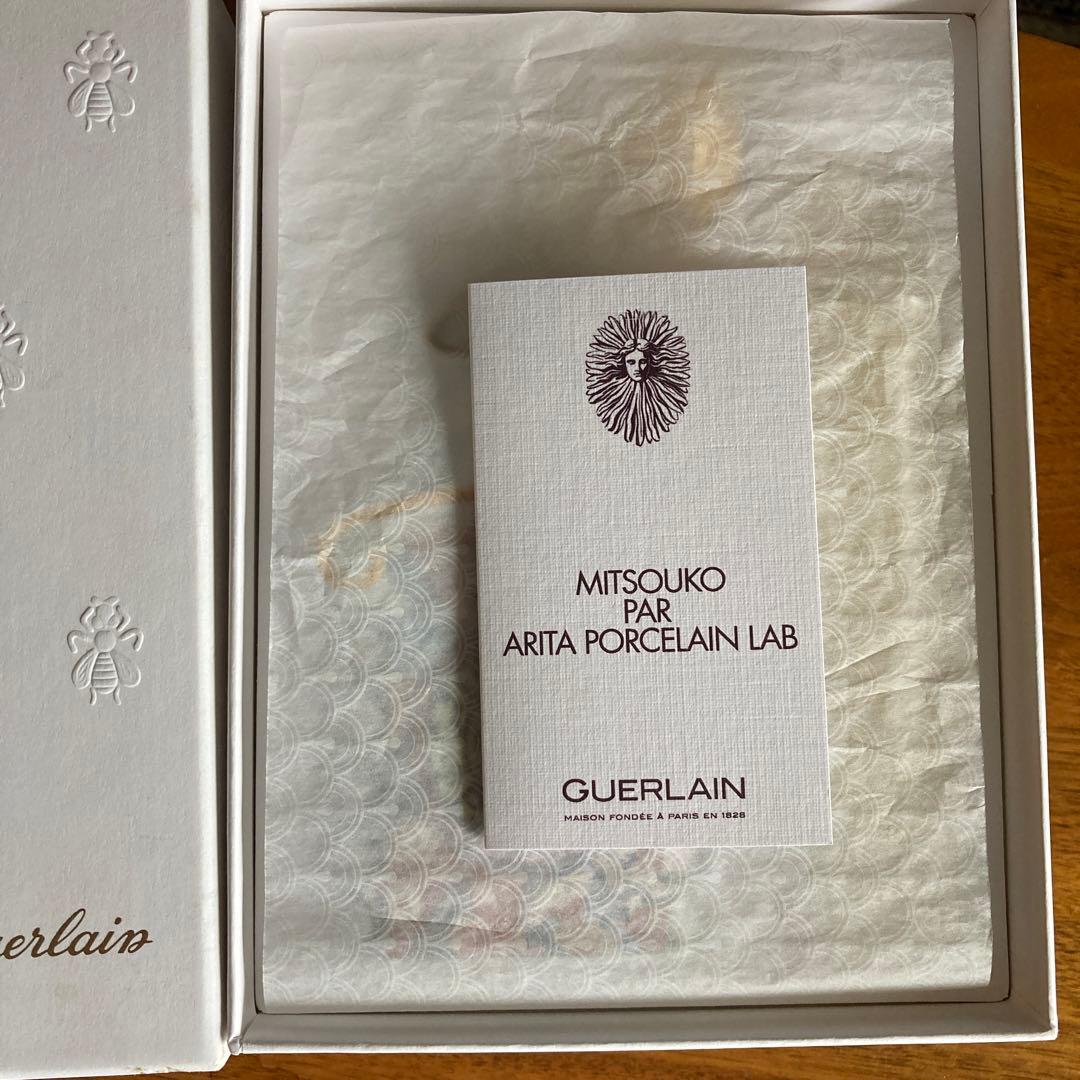 MITSOUKO
PAR
ARITA PORCELAIN LAB
GUERLAIN
MAISON FONDÉE À PARIS EN 1828